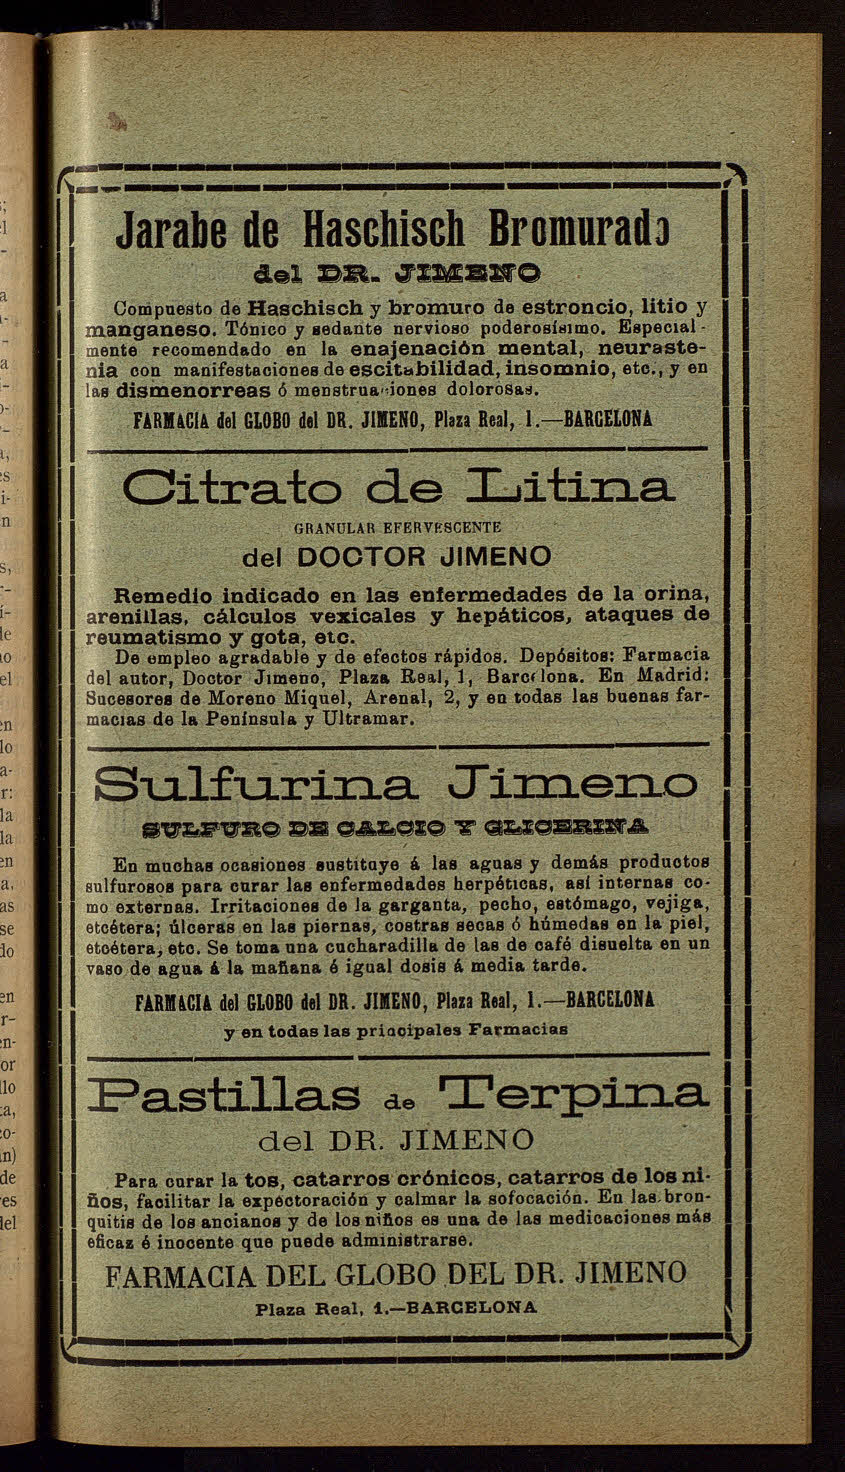 Jarabe de Haschisch Bromurado
del DR. JIMENO
Compuesto de Haschisch y bromuro de estroncio, litio y
manganeso. Tónico y sedante nervioso poderosísimo. Especial-
mente recomendado en la enajenación mental, neuraste-
nia con manifestaciones de escitabilidad, insomnio, etc., y en
las dismenorreas ó menstruaciones dolorosas.
FARMACIA del GLOBO del DR. JIMENO, Plaza Real, 1.—BARCELONA
Citrato de Litina
GRANULAR EFERVESCENTE
del DOCTOR JIMENO
Remedio indicado en las enfermedades de la orina,
arenillas, cálculos vexicales y hepáticos, ataques de
reumatismo y gota, etc.
De empleo agradable y de efectos rápidos. Depósitos: Farmacia
del autor, Doctor Jimeno, Plaza Real, 1, Barcelona. En Madrid:
Sucesores de Moreno Miquel, Arenal, 2, y en todas las buenas far-
macias de la Península y Ultramar.
Sulfurina Jimeno
SULFURO DE CALCIO Y GLICERINA
En muchas ocasiones sustituye á las aguas y demás productos
sulfurosos para curar las enfermedades herpéticas, así internas co-
mo externas. Irritaciones de la garganta, pecho, estómago, vejiga,
etcétera; úlceras en las piernas, costras secas ó húmedas en la piel,
etcétera, etc. Se toma una cucharadilla de las de café disuelta en un
vaso de agua á la mañana é igual dosis á media tarde.
FARMACIA del GLOBO del DR. JIMENO, Plaza Real, 1.—BARCELONA
y en todas las principales Farmacias
Pastillas de Terpina
del DR. JIMENO
Para curar la tos, catarros crónicos, catarros de los ni-
ños, facilitar la expectoración y calmar la sofocación. En las bron-
quitis de los ancianos y de los niños es una de las medicaciones más
eficaz é inocente que puede administrarse.
FARMACIA DEL GLOBO DEL DR. JIMENO
Plaza Real, 1.—BARCELONA